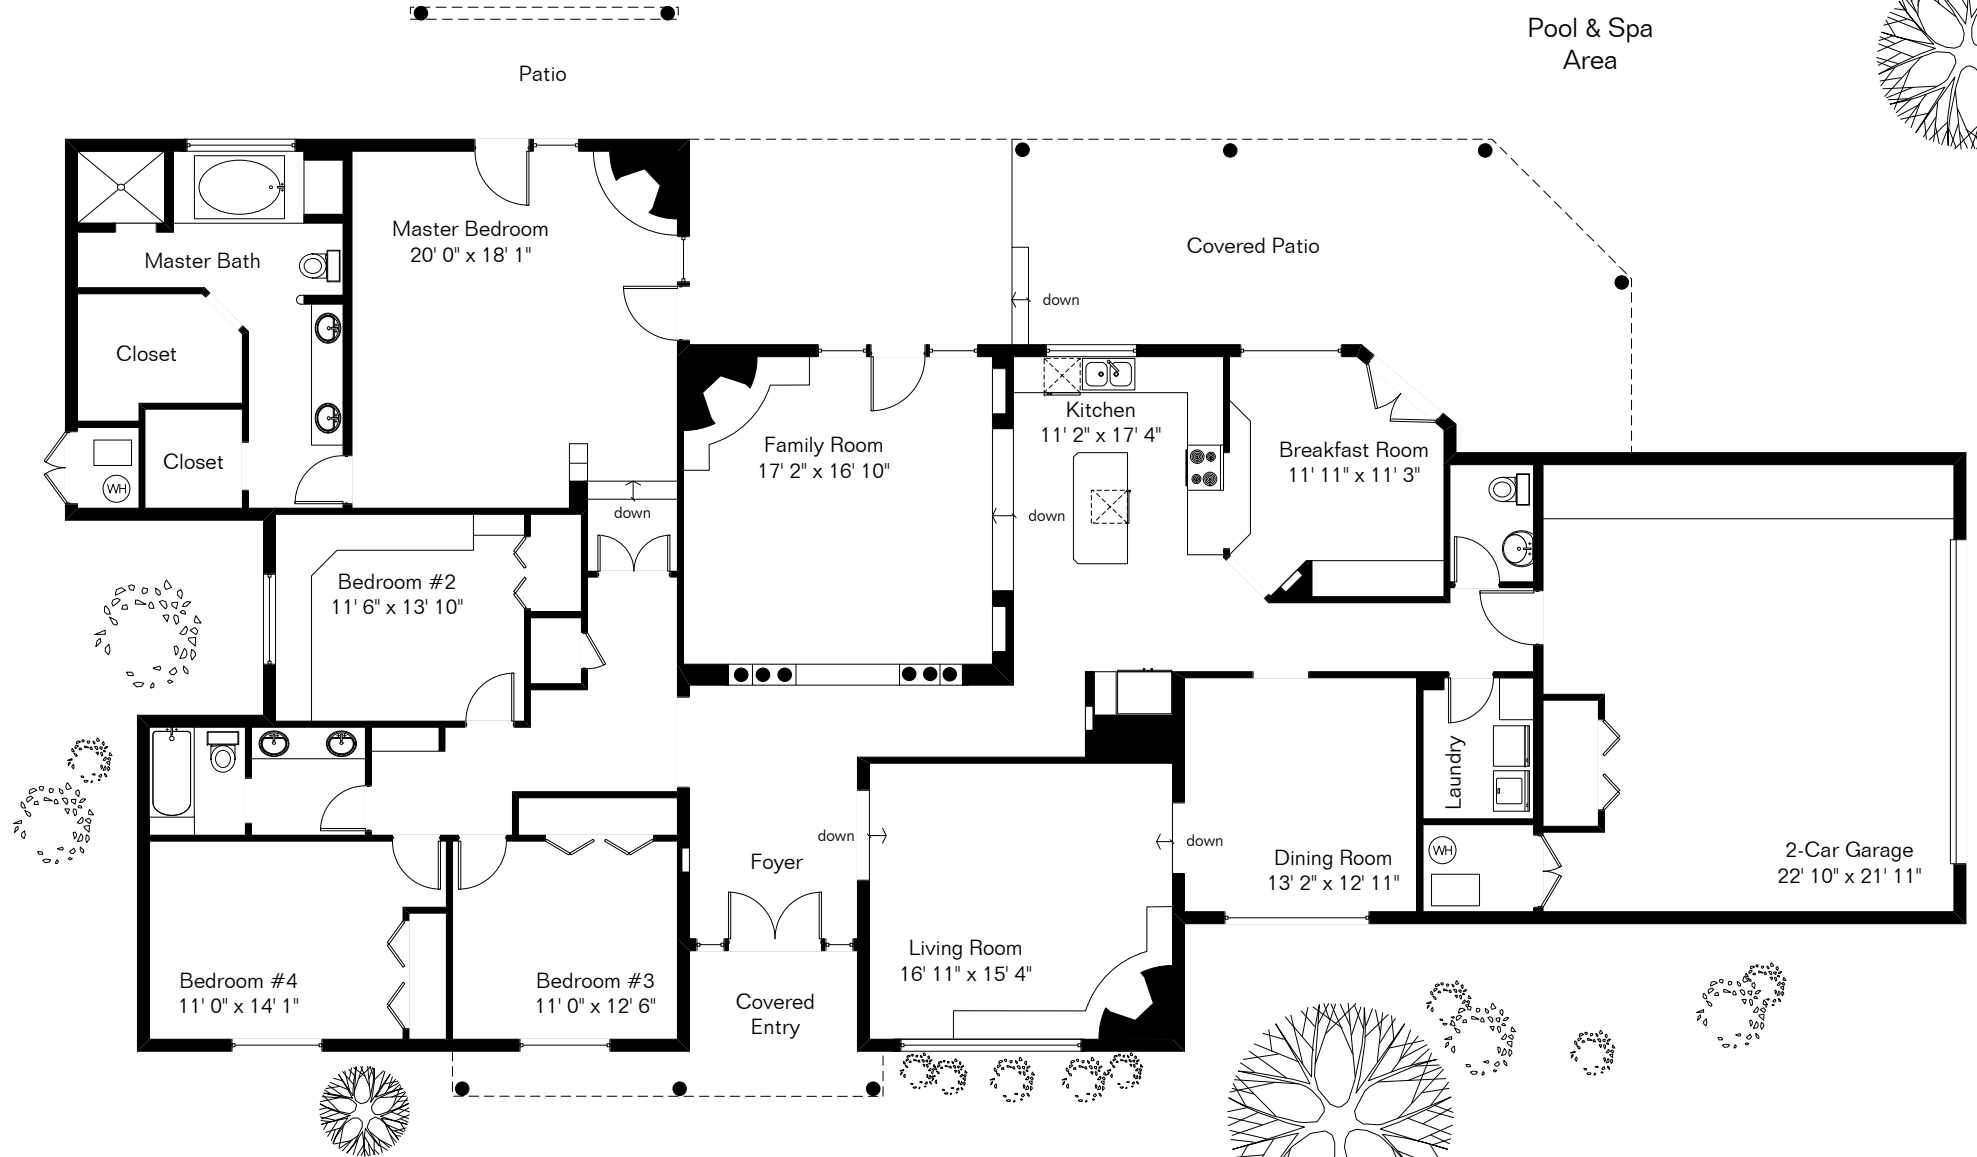 Pool & Spa
Area
Patio
Master Bedroom
20' 0" x 18' 1"
Covered Patio
Master Bath
down
Closet
Kitchen
11' 2" x 17' 4"
Family Room
17' 2" x 16' 10"
Breakfast Room
11' 11" x 11' 3"
Closet
WH
down
down
Bedroom #2
11' 6" x 13' 10"
Laundry
down
down
Foyer
WH
2-Car Garage
22' 10" x 21' 11"
Dining Room
13' 2" x 12' 11"
Living Room
16' 11" x 15' 4"
Bedroom #4
11' 0" x 14' 1"
Bedroom #3
11' 0" x 12' 6"
Covered
Entry